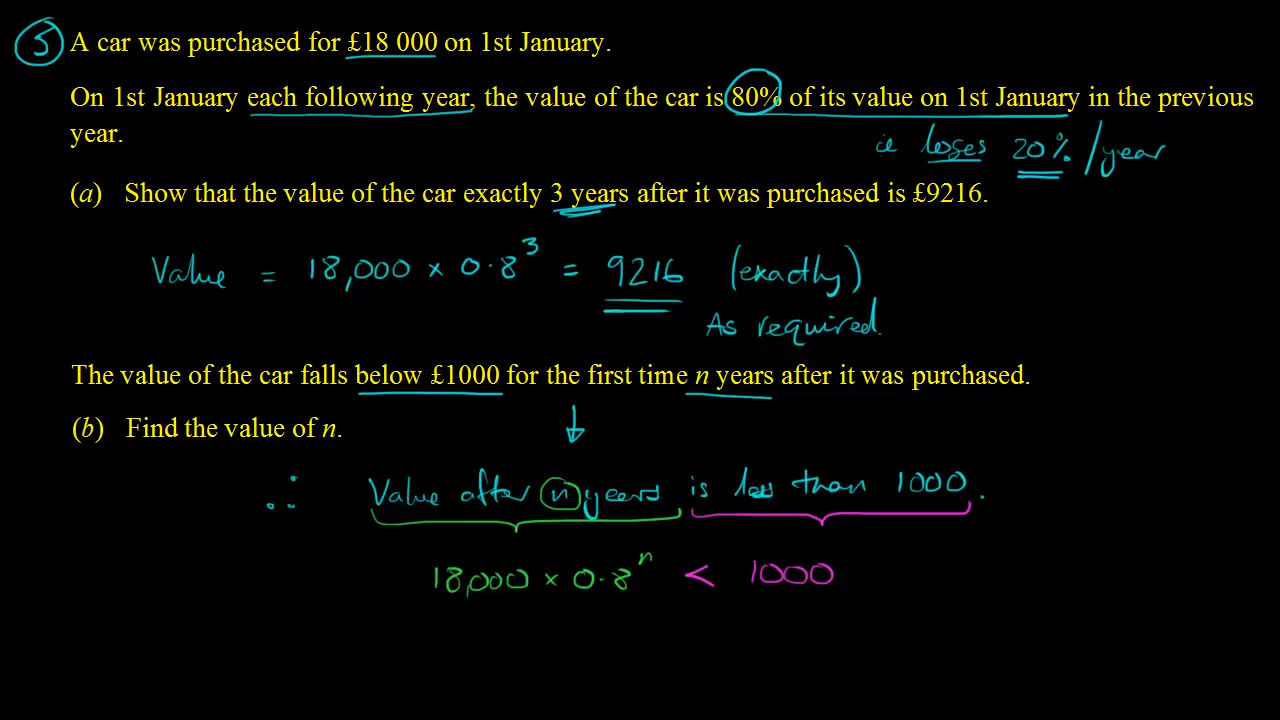 5 A car was purchased for £18 000 on 1st January.
On 1st January each following year, the value of the car is 80% of its value on 1st January in the previous
year.
ie loses 20% / year
(a) Show that the value of the car exactly 3 years after it was purchased is £9216.
Value = 18,000 × 0·8³ = 9216 (exactly)
As required.
The value of the car falls below £1000 for the first time n years after it was purchased.
(b) Find the value of n.
∴ Value after n years is less than 1000.
18,000 × 0·8ⁿ < 1000